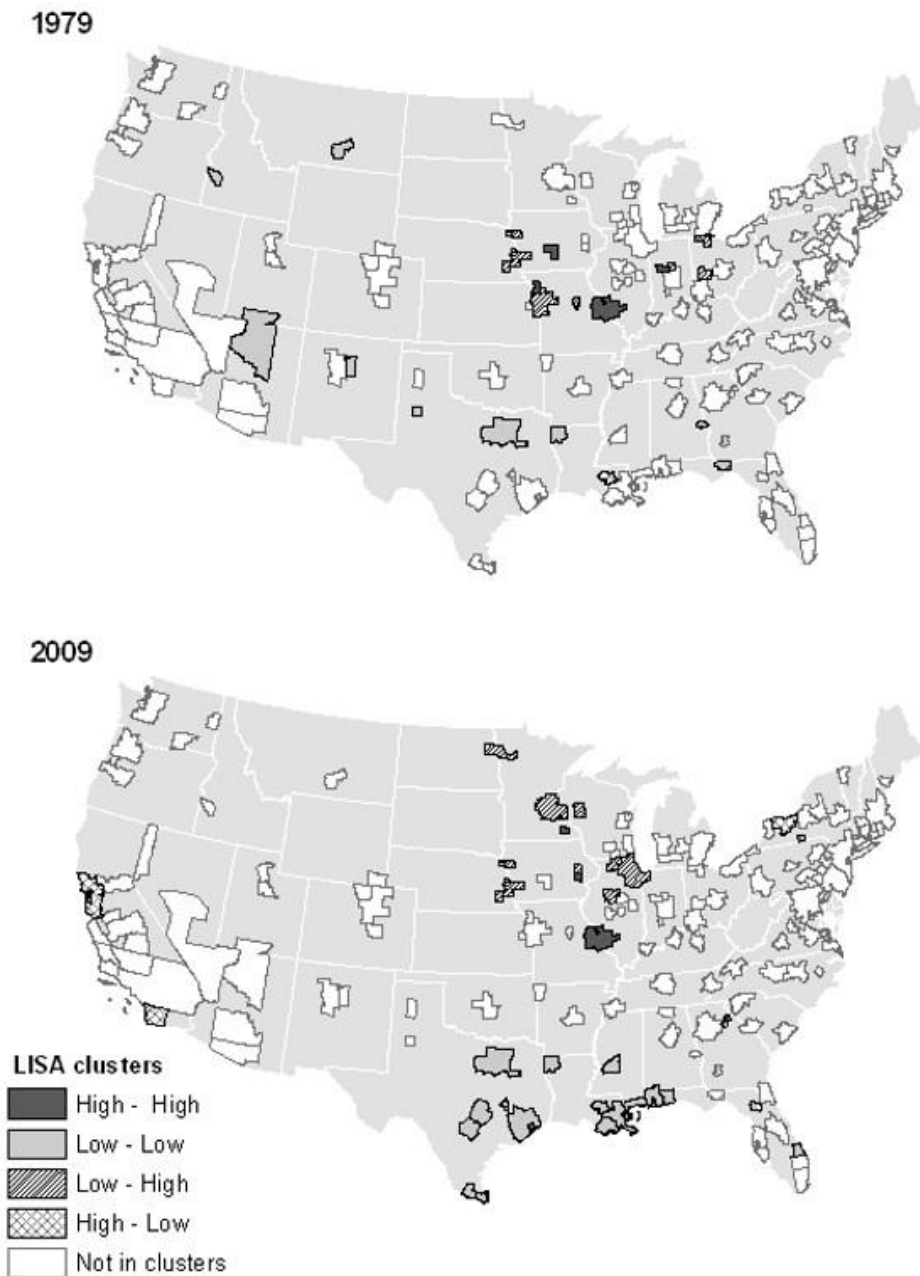 1979
2009
LISA clusters
High - High
Low - Low
Low - High
High - Low
Not in clusters